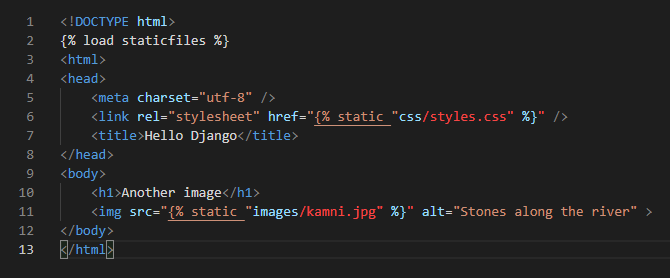 1 <!DOCTYPE html>
2 {% load staticfiles %}
3 <html>
4 <head>
5     <meta charset="utf-8" />
6     <link rel="stylesheet" href="{% static "css/styles.css" %}" />
7     <title>Hello Django</title>
8 </head>
9 <body>
10     <h1>Another image</h1>
11     <img src="{% static "images/kamni.jpg" %}" alt="Stones along the river" >
12 </body>
13 </html>